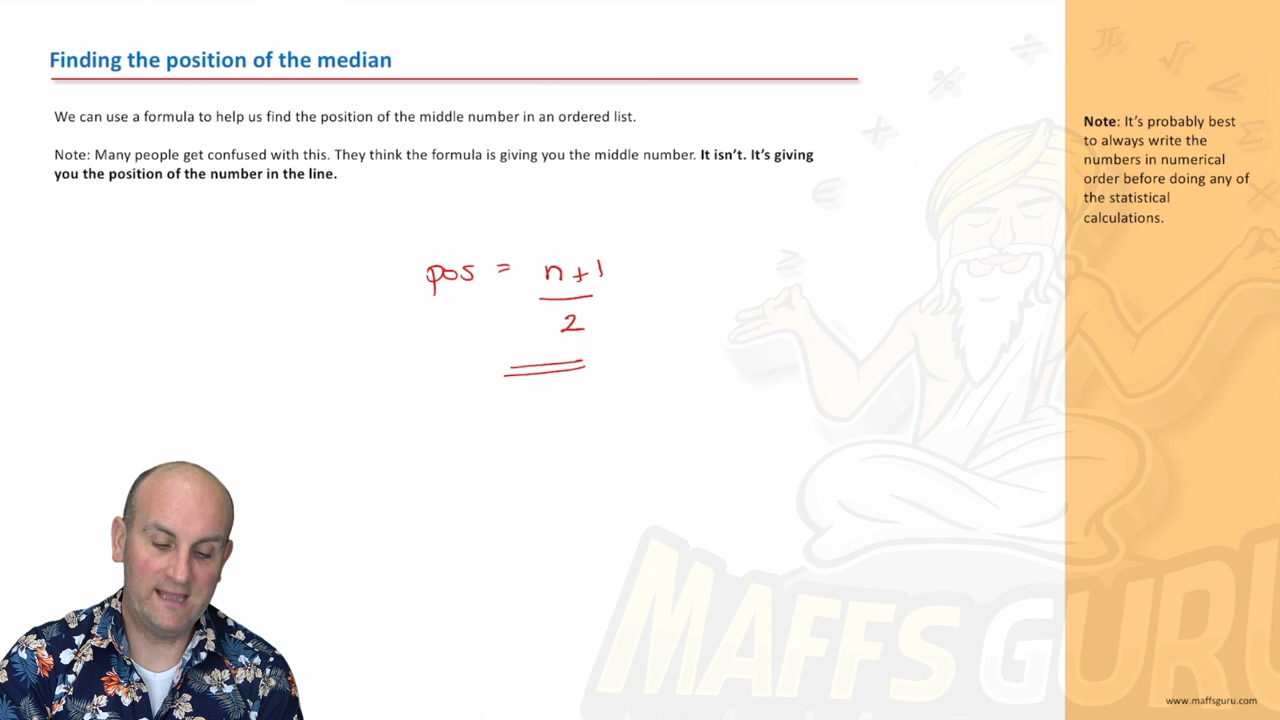 Finding the position of the median
We can use a formula to help us find the position of the middle number in an ordered list.
Note: Many people get confused with this. They think the formula is giving you the middle number. It isn't. It's giving
you the position of the number in the line.
pos = n+1
2
Note: It's probably best
to always write the
numbers in numerical
order before doing any of
the statistical
calculations.
MAFFS GURU
www.maffsguru.com